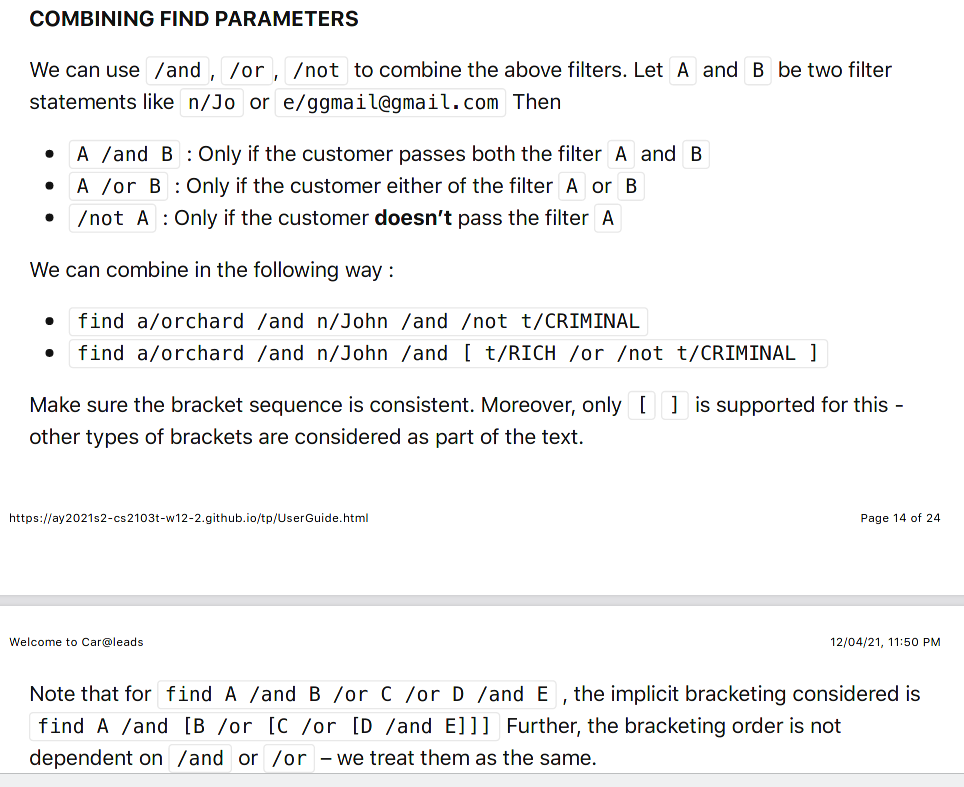 COMBINING FIND PARAMETERS
We can use /and , /or , /not to combine the above filters. Let A and B be two filter
statements like n/Jo or e/ggmail@gmail.com Then
• A /and B : Only if the customer passes both the filter A and B
• A /or B : Only if the customer either of the filter A or B
• /not A : Only if the customer doesn’t pass the filter A
We can combine in the following way :
• find a/orchard /and n/John /and /not t/CRIMINAL
• find a/orchard /and n/John /and [ t/RICH /or /not t/CRIMINAL ]
Make sure the bracket sequence is consistent. Moreover, only [ ] is supported for this -
other types of brackets are considered as part of the text.
https://ay2021s2-cs2103t-w12-2.github.io/tp/UserGuide.html Page 14 of 24
Welcome to Car@leads 12/04/21, 11:50 PM
Note that for find A /and B /or C /or D /and E , the implicit bracketing considered is
find A /and [B /or [C /or [D /and E]]] Further, the bracketing order is not
dependent on /and or /or – we treat them as the same.